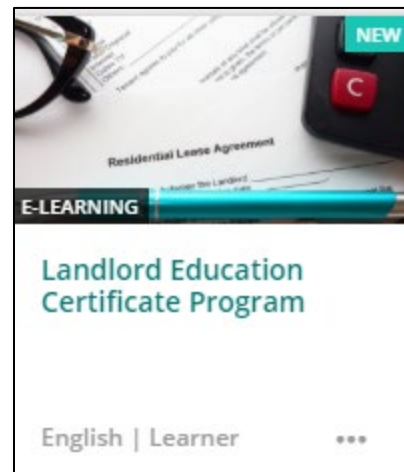 NEW
C
Residential Lease Agreement
E-LEARNING
Landlord Education
Certificate Program
English | Learner